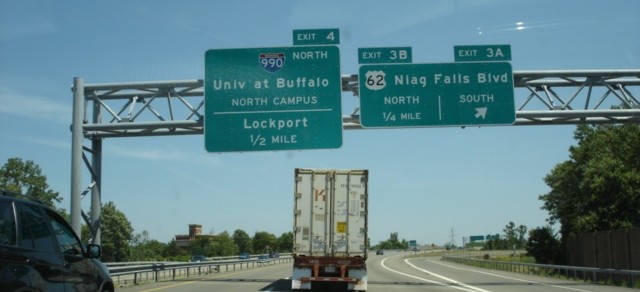 EXIT 4
990 NORTH
Univ at Buffalo
NORTH CAMPUS
Lockport
1/2 MILE
EXIT 3B
EXIT 3A
62 Niag Falls Blvd
NORTH
1/4 MILE
SOUTH